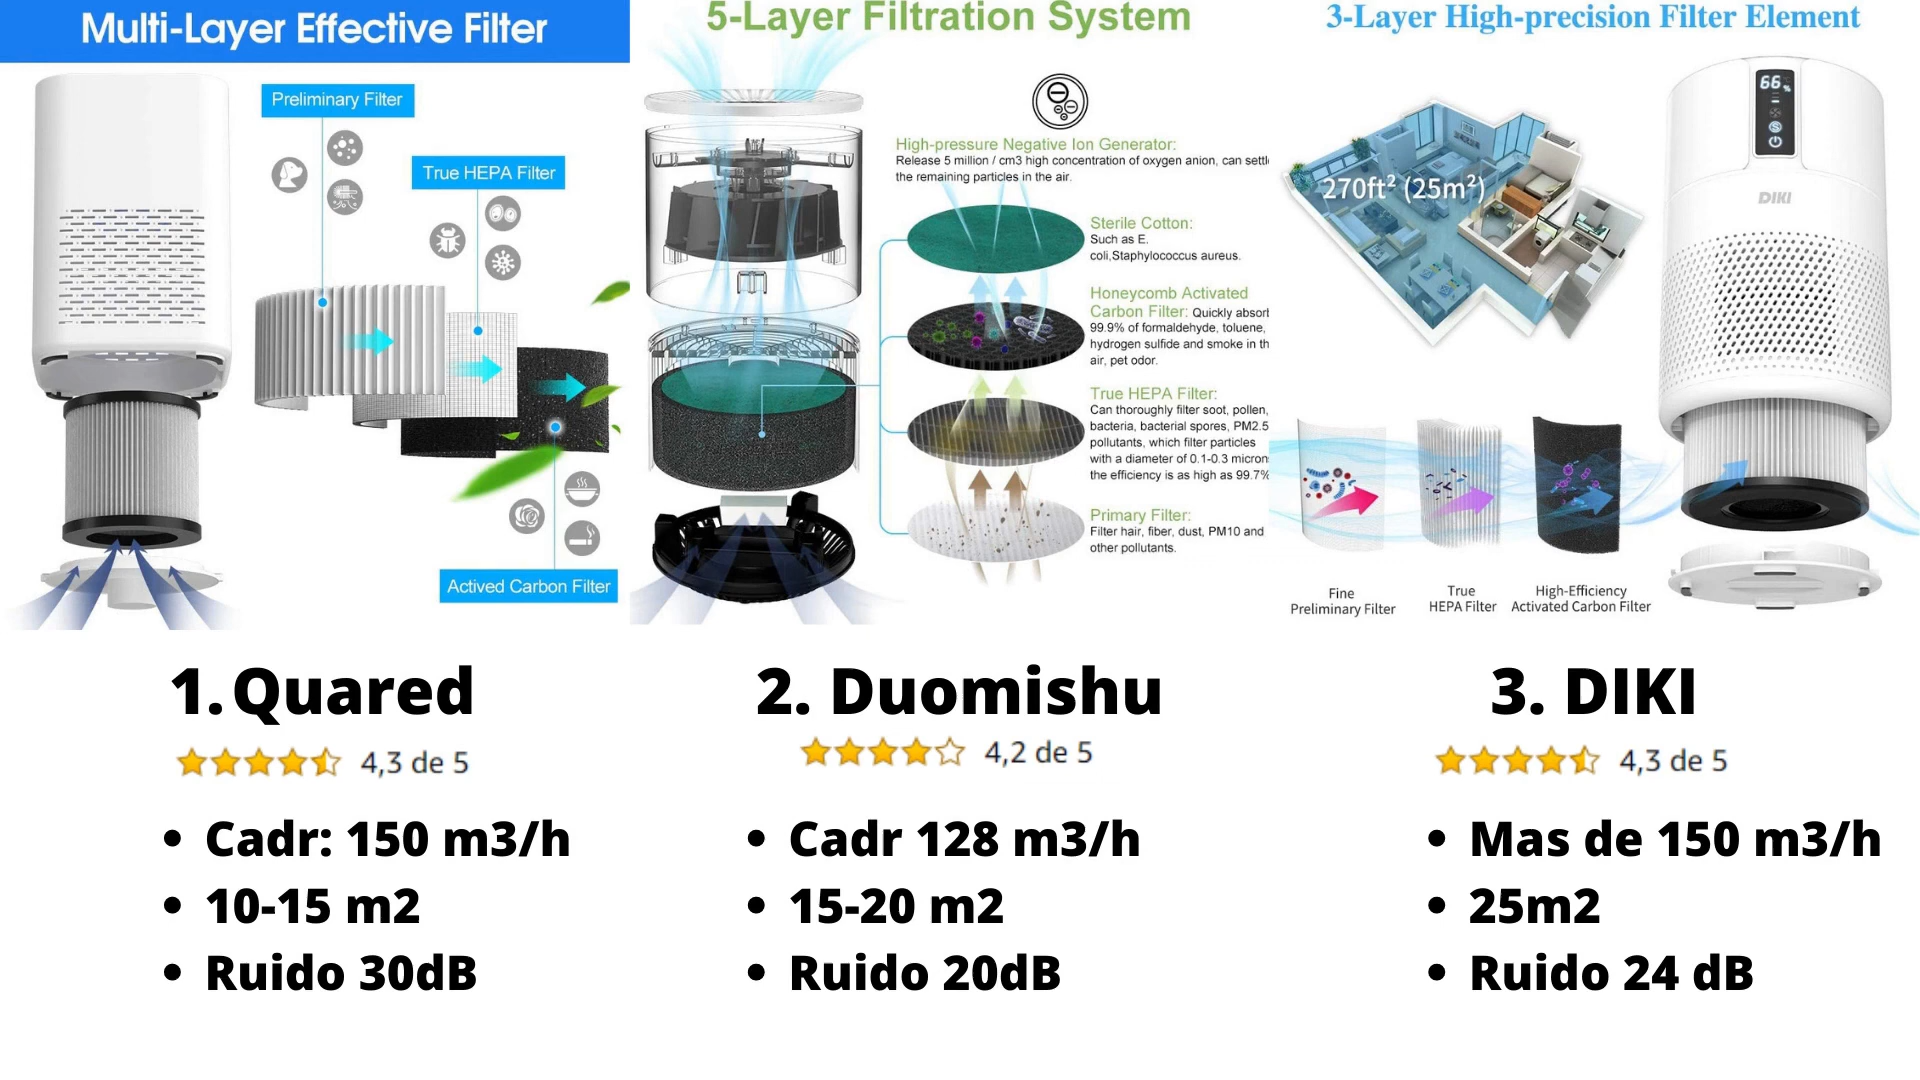 Multi-Layer Effective Filter
Preliminary Filter
True HEPA Filter
Actived Carbon Filter
5-Layer Filtration System
High-pressure Negative Ion Generator:
Release 5 million / cm3 high concentration of oxygen anion, can settl
the remaining particles in the air.
Sterile Cotton:
Such as E.
coli,Staphylococcus aureus.
Honeycomb Activated
Carbon Filter: Quickly absorb
99.9% of formaldehyde, toluene,
hydrogen sulfide and smoke in th
air, pet odor.
True HEPA Filter:
Can thoroughly filter soot, pollen,
bacteria, bacterial spores, PM2.5
pollutants, which filter particles
with a diameter of 0.1-0.3 micron
the efficiency is as high as 99.7%
Primary Filter:
Filter hair, fiber, dust, PM10 and
other pollutants.
3-Layer High-precision Filter Element
66%
270ft² (25m²)
DIKI
Fine
Preliminary Filter
True
HEPA Filter
High-Efficiency
Activated Carbon Filter
1. Quared
4,3 de 5
• Cadr: 150 m3/h
• 10-15 m2
• Ruido 30dB
2. Duomishu
4,2 de 5
• Cadr 128 m3/h
• 15-20 m2
• Ruido 20dB
3. DIKI
4,3 de 5
• Mas de 150 m3/h
• 25m2
• Ruido 24 dB